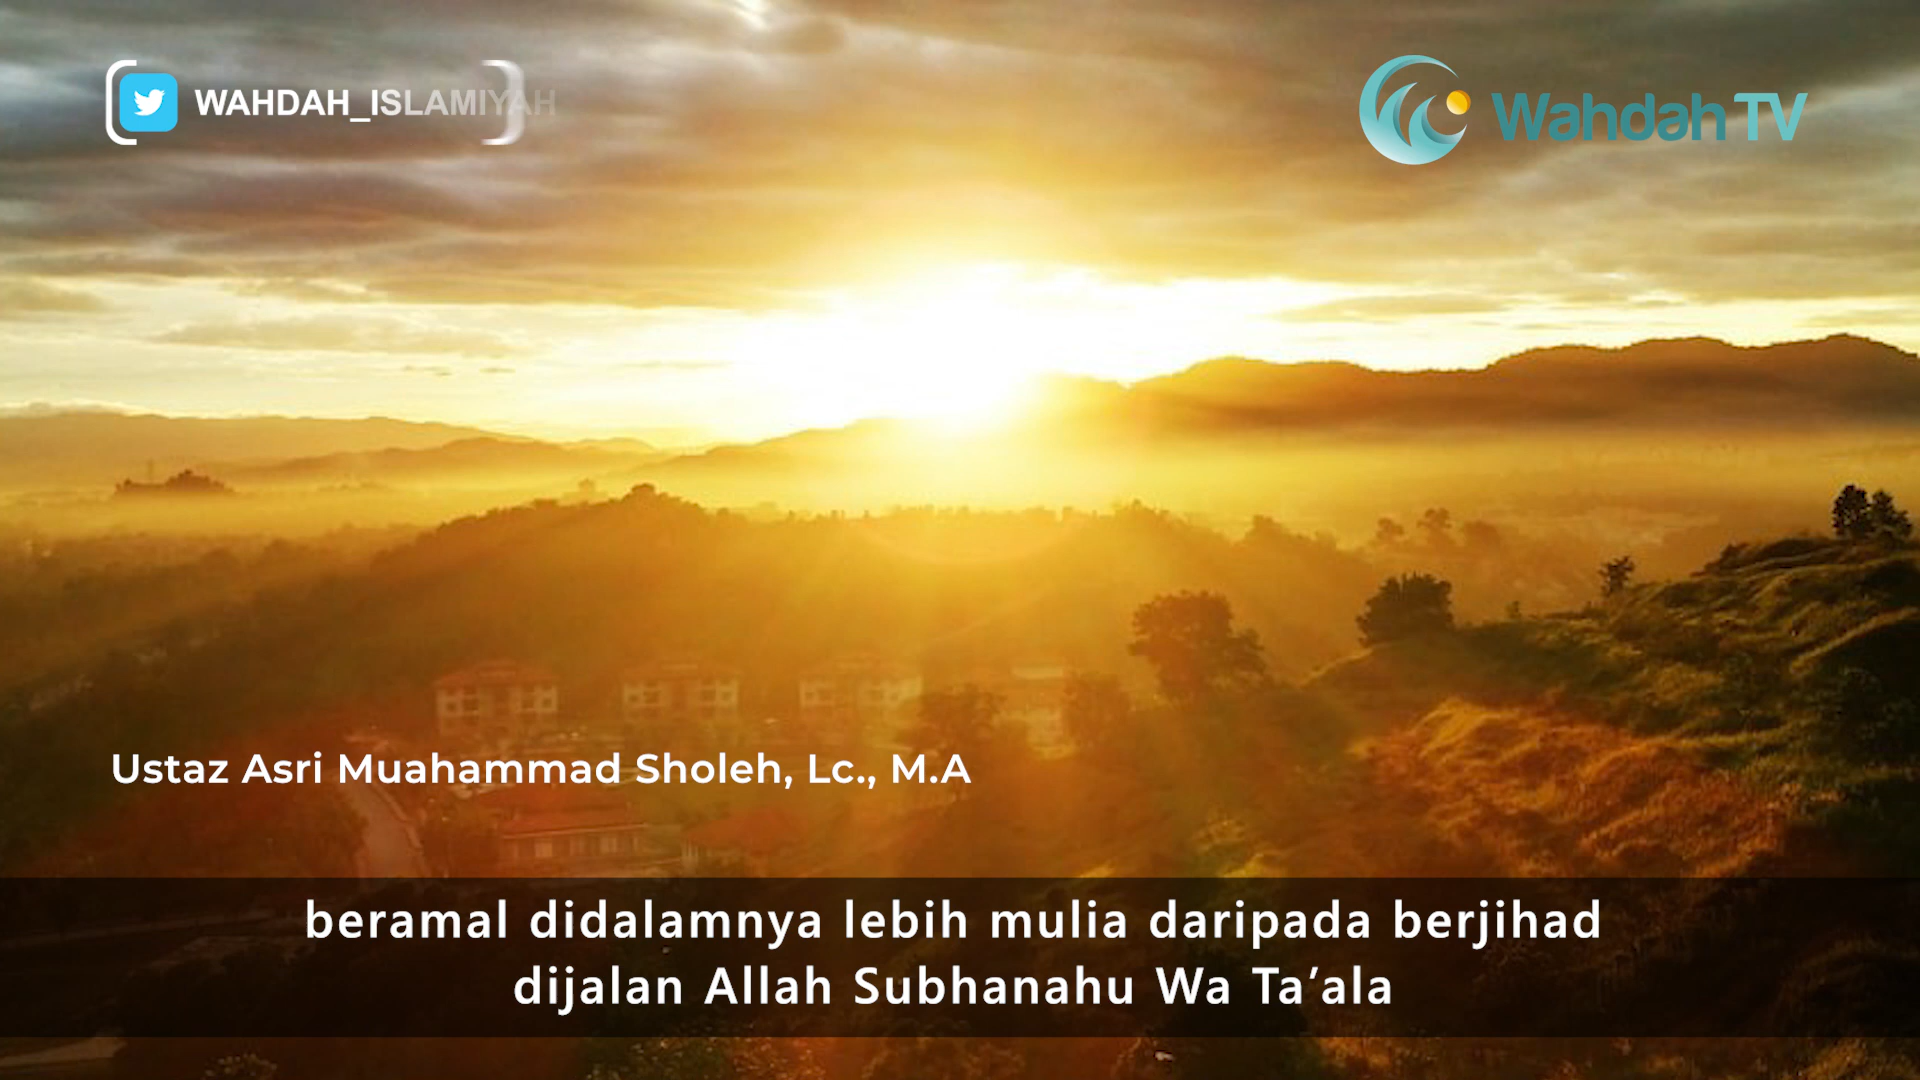 WAHDAH_ISLAMIYAH
Wahdah TV
Ustaz Asri Muahammad Sholeh, Lc., M.A
beramal didalamnya lebih mulia daripada berjihad
dijalan Allah Subhanahu Wa Ta’ala